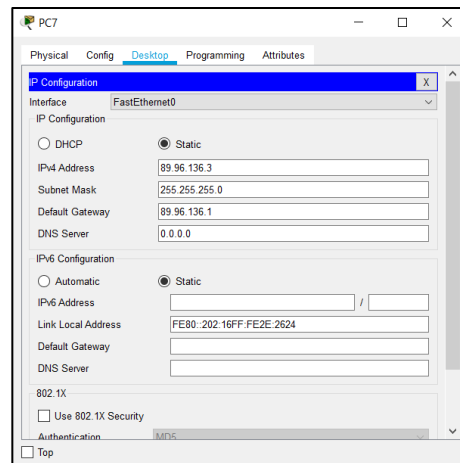 PC7
Physical Config Desktop Programming Attributes
IP Configuration X
Interface FastEthernet0
IP Configuration
DHCP Static
IPv4 Address 89.96.136.3
Subnet Mask 255.255.255.0
Default Gateway 89.96.136.1
DNS Server 0.0.0.0
IPv6 Configuration
Automatic Static
IPv6 Address /
Link Local Address FE80::202:16FF:FE2E:2624
Default Gateway
DNS Server
802.1X
Use 802.1X Security
Authentication MD5
Top